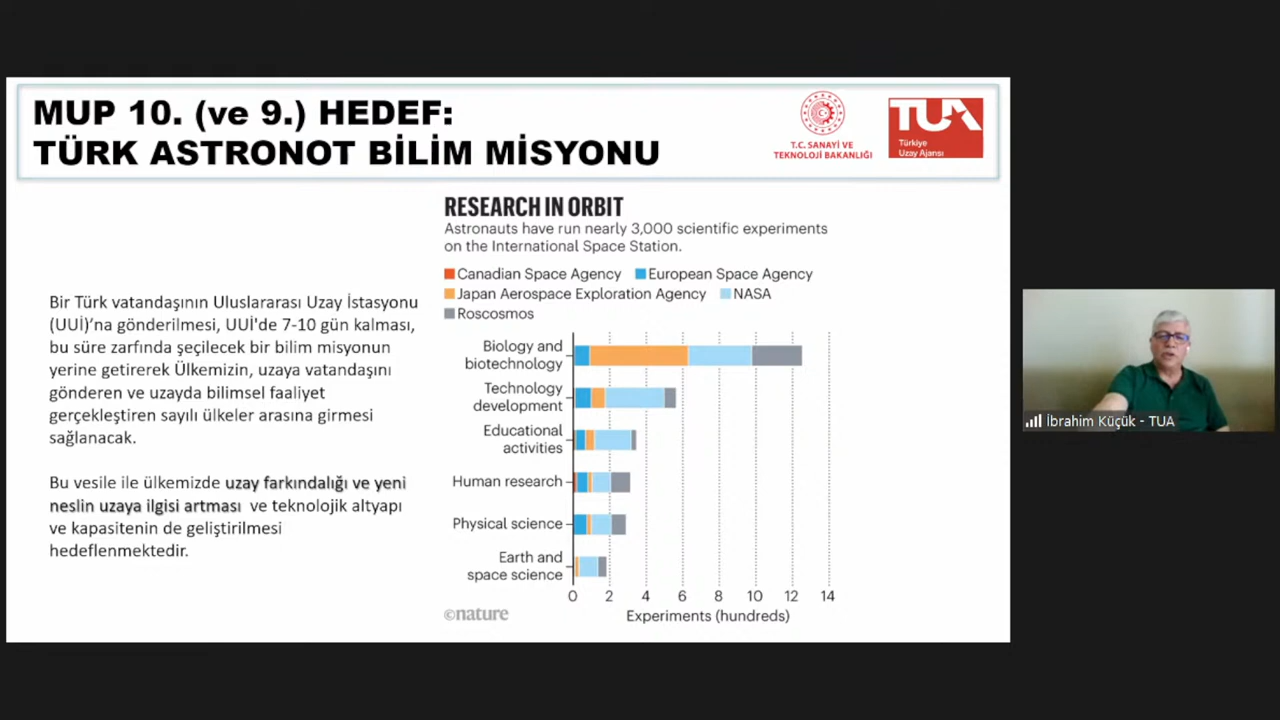 MUP 10. (ve 9.) HEDEF:
TÜRK ASTRONOT BİLİM MİSYONU
T.C. SANAYİ VE
TEKNOLOJİ BAKANLIĞI
TUA
Türkiye
Uzay Ajansı
Bir Türk vatandaşının Uluslararası Uzay İstasyonu
(UUİ)'na gönderilmesi, UUİ'de 7-10 gün kalması,
bu süre zarfında şeçilecek bir bilim misyonun
yerine getirerek Ülkemizin, uzaya vatandaşını
gönderen ve uzayda bilimsel faaliyet
gerçekleştiren sayılı ülkeler arasına girmesi
sağlanacak.
Bu vesile ile ülkemizde uzay farkındalığı ve yeni
neslin uzaya ilgisi artması ve teknolojik altyapı
ve kapasitenin de geliştirilmesi
hedeflenmektedir.
RESEARCH IN ORBIT
Astronauts have run nearly 3,000 scientific experiments
on the International Space Station.
Canadian Space Agency European Space Agency
Japan Aerospace Exploration Agency NASA
Roscosmos
Biology and
biotechnology
Technology
development
Educational
activities
Human research
Physical science
Earth and
space science
0 2 4 6 8 10 12 14
Experiments (hundreds)
©nature
İbrahim Küçük - TUA